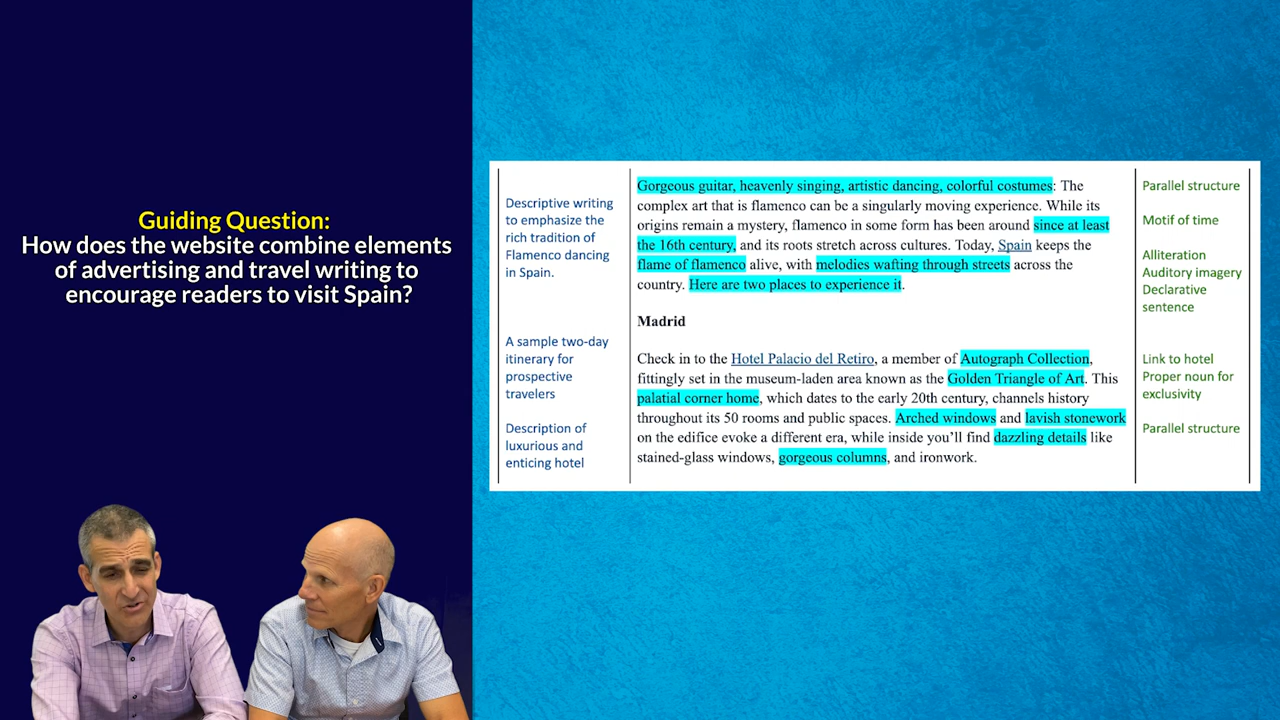 Guiding Question:
How does the website combine elements
of advertising and travel writing to
encourage readers to visit Spain?
Descriptive writing
to emphasize the
rich tradition of
Flamenco dancing
in Spain.
A sample two-day
itinerary for
prospective
travelers
Description of
luxurious and
enticing hotel
Gorgeous guitar, heavenly singing, artistic dancing, colorful costumes: The
complex art that is flamenco can be a singularly moving experience. While its
origins remain a mystery, flamenco in some form has been around since at least
the 16th century, and its roots stretch across cultures. Today, Spain keeps the
flame of flamenco alive, with melodies wafting through streets across the
country. Here are two places to experience it.
Madrid
Check in to the Hotel Palacio del Retiro, a member of Autograph Collection,
fittingly set in the museum-laden area known as the Golden Triangle of Art. This
palatial corner home, which dates to the early 20th century, channels history
throughout its 50 rooms and public spaces. Arched windows and lavish stonework
on the edifice evoke a different era, while inside you'll find dazzling details like
stained-glass windows, gorgeous columns, and ironwork.
Parallel structure
Motif of time
Alliteration
Auditory imagery
Declarative
sentence
Link to hotel
Proper noun for
exclusivity
Parallel structure